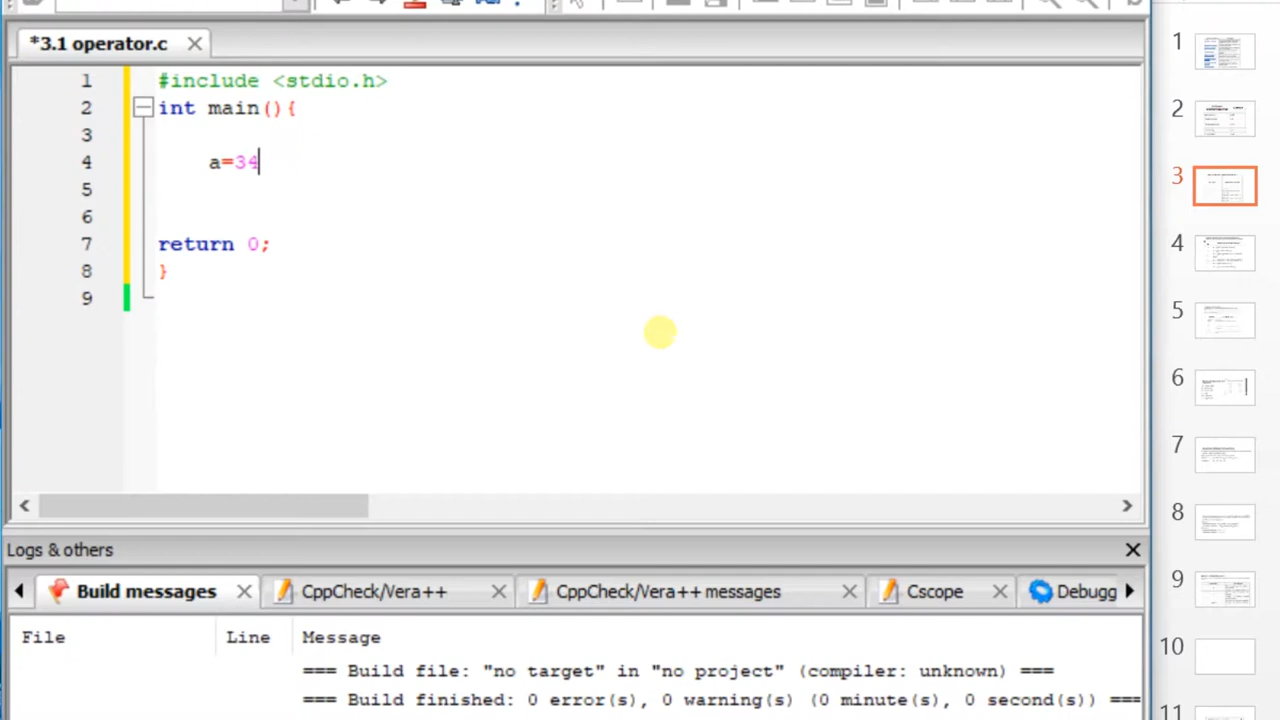 *3.1 operator.c
1 #include <stdio.h>
2 int main(){
3
4 a=34
5
6
7 return 0;
8 }
9
Logs & others
Build messages
CppCheck/Vera++
CppCheck/Vera++ messages
Cscope
Debugg
File Line Message
=== Build file: "no target" in "no project" (compiler: unknown) ===
=== Build finished: 0 error(s), 0 warning(s) (0 minute(s), 0 second(s)) ===
1
2
3
4
5
6
7
8
9
10
11